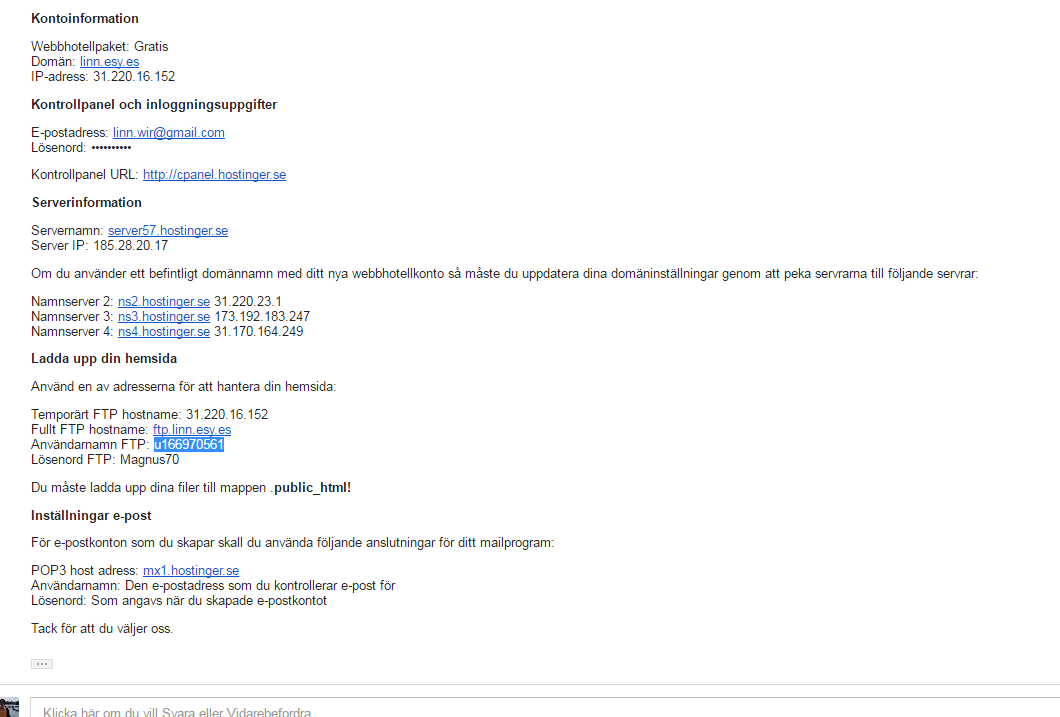 Kontoinformation
Webbhotellpaket: Gratis
Domän: linn.esy.es
IP-adress: 31.220.16.152
Kontrollpanel och inloggningsuppgifter
E-postadress: linn.wir@gmail.com
Lösenord: ••••••••••
Kontrollpanel URL: http://cpanel.hostinger.se
Serverinformation
Servernamn: server57.hostinger.se
Server IP: 185.28.20.17
Om du använder ett befintligt domännamn med ditt nya webbhotellkonto så måste du uppdatera dina domäninställningar genom att peka servrarna till följande servrar:
Namnserver 2: ns2.hostinger.se 31.220.23.1
Namnserver 3: ns3.hostinger.se 173.192.183.247
Namnserver 4: ns4.hostinger.se 31.170.164.249
Ladda upp din hemsida
Använd en av adresserna för att hantera din hemsida:
Temporärt FTP hostname: 31.220.16.152
Fullt FTP hostname: ftp.linn.esy.es
Användarnamn FTP: u166970561
Lösenord FTP: Magnus70
Du måste ladda upp dina filer till mappen .public_html!
Inställningar e-post
För e-postkonton som du skapar skall du använda följande anslutningar för ditt mailprogram:
POP3 host adress: mx1.hostinger.se
Användarnamn: Den e-postadress som du kontrollerar e-post för
Lösenord: Som angavs när du skapade e-postkontot
Tack för att du väljer oss.
Klicka här om du vill Svara eller Vidarebefordra